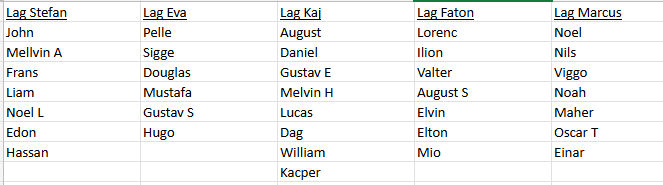 Lag Stefan Lag Eva Lag Kaj Lag Faton Lag Marcus
John Pelle August Lorenc Noel
Mellvin A Sigge Daniel Ilion Nils
Frans Douglas Gustav E Valter Viggo
Liam Mustafa Melvin H August S Noah
Noel L Gustav S Lucas Elvin Maher
Edon Hugo Dag Elton Oscar T
Hassan William Mio Einar
Kacper